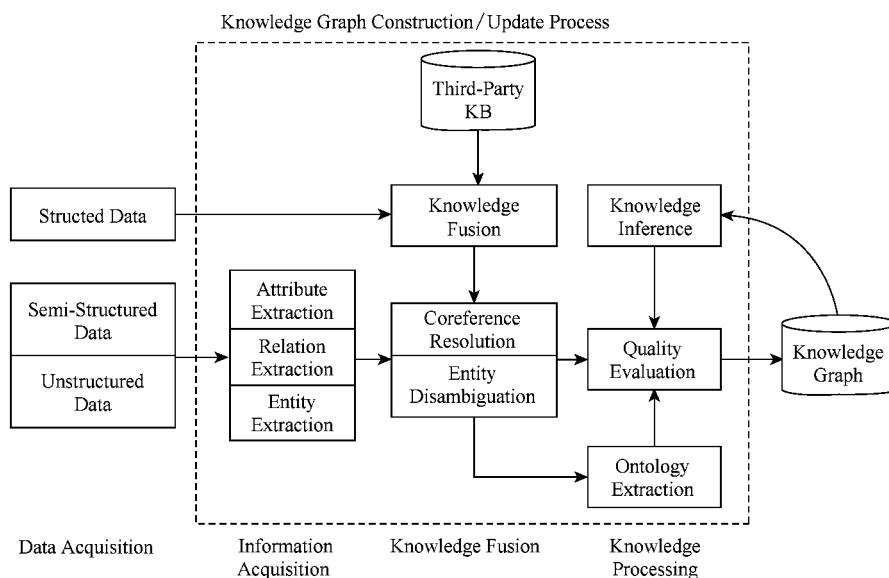 Knowledge Graph Construction/Update Process
Third-Party
KB
Structed Data
Knowledge
Fusion
Knowledge
Inference
Semi-Structured
Data
Unstructured
Data
Attribute
Extraction
Relation
Extraction
Entity
Extraction
Coreference
Resolution
Entity
Disambiguation
Quality
Evaluation
Knowledge
Graph
Ontology
Extraction
Data Acquisition
Information
Acquisition
Knowledge Fusion
Knowledge
Processing